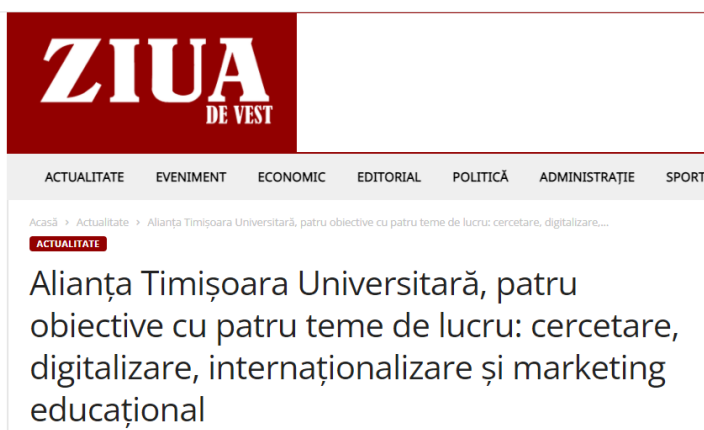 ZIUA
DE VEST
ACTUALITATE EVENIMENT ECONOMIC EDITORIAL POLITICĂ ADMINISTRAȚIE SPORT
Acasă › Actualitate › Alianța Timișoara Universitară, patru obiective cu patru teme de lucru: cercetare, digitalizare,...
ACTUALITATE
Alianța Timișoara Universitară, patru
obiective cu patru teme de lucru: cercetare,
digitalizare, internaționalizare și marketing
educațional